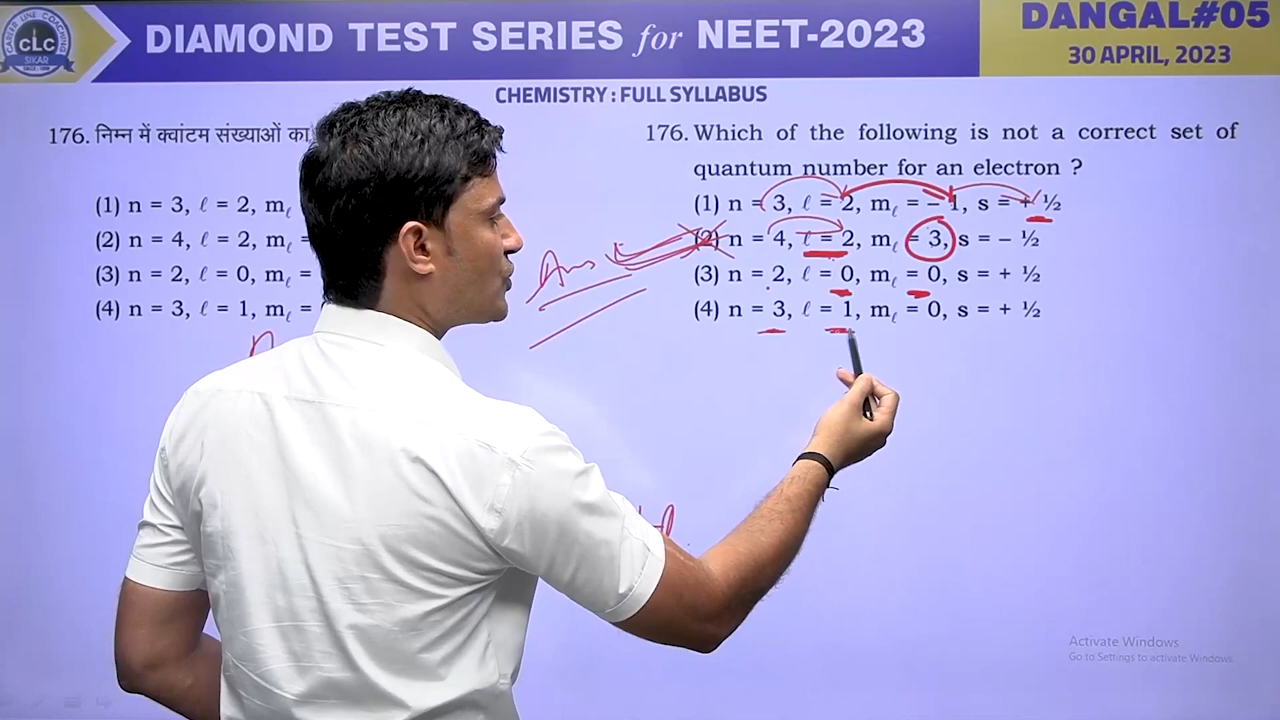 CAREER LINE COACHING
CLC
SIKAR
DIAMOND TEST SERIES for NEET-2023
DANGAL#05
30 APRIL, 2023
CHEMISTRY : FULL SYLLABUS
176. निम्न में क्वांटम संख्याओं का
(1) n = 3, ℓ = 2, mℓ
(2) n = 4, ℓ = 2, mℓ =
(3) n = 2, ℓ = 0, mℓ =
(4) n = 3, ℓ = 1, mℓ =
176. Which of the following is not a correct set of
quantum number for an electron ?
(1) n = 3, ℓ = 2, mℓ = – 1, s = + ½
(2) n = 4, ℓ = 2, mℓ = 3, s = – ½
(3) n = 2, ℓ = 0, mℓ = 0, s = + ½
(4) n = 3, ℓ = 1, mℓ = 0, s = + ½
Ans
Activate Windows
Go to Settings to activate Windows.